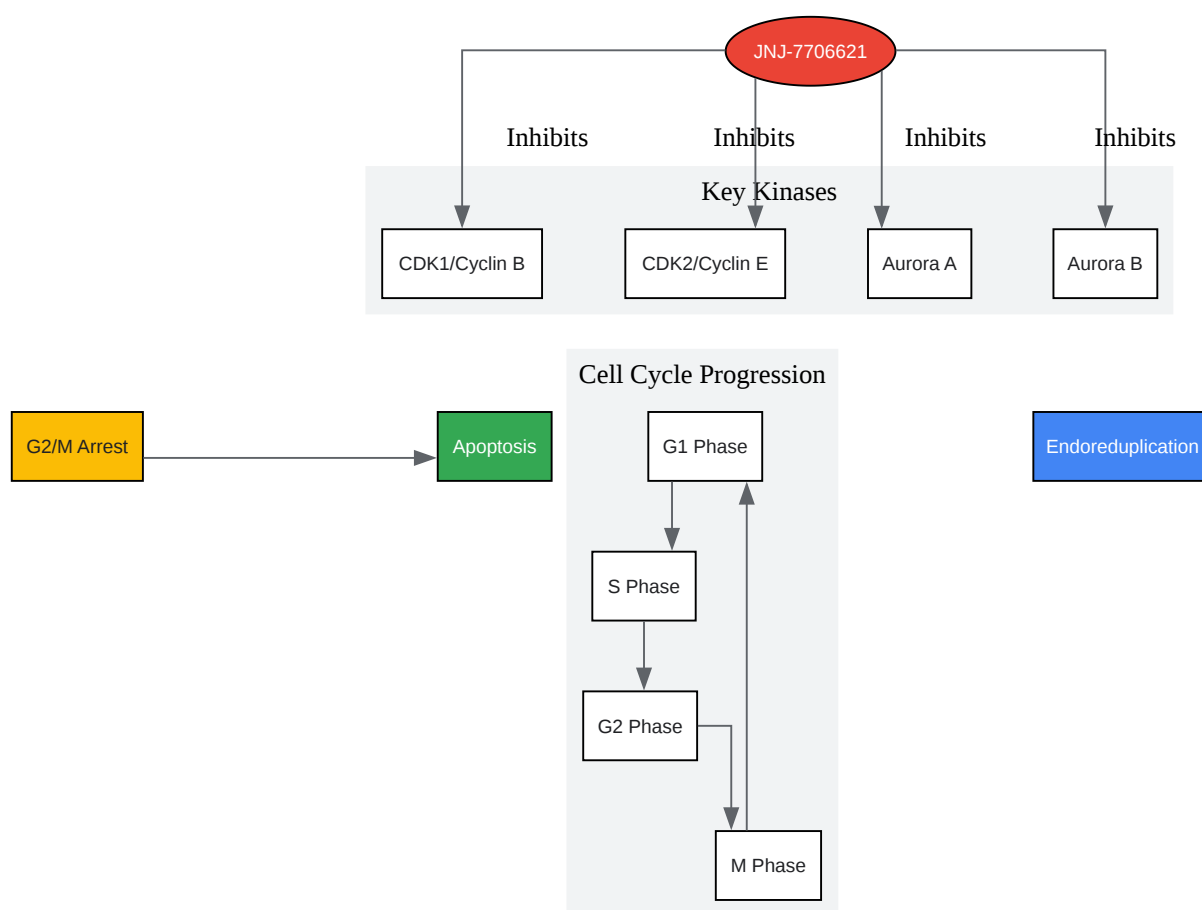 JNJ-7706621
Inhibits
Inhibits
Inhibits
Inhibits
Key Kinases
CDK1/Cyclin B
CDK2/Cyclin E
Aurora A
Aurora B
Cell Cycle Progression
G2/M Arrest
Apoptosis
G1 Phase
Endoreduplication
S Phase
G2 Phase
M Phase